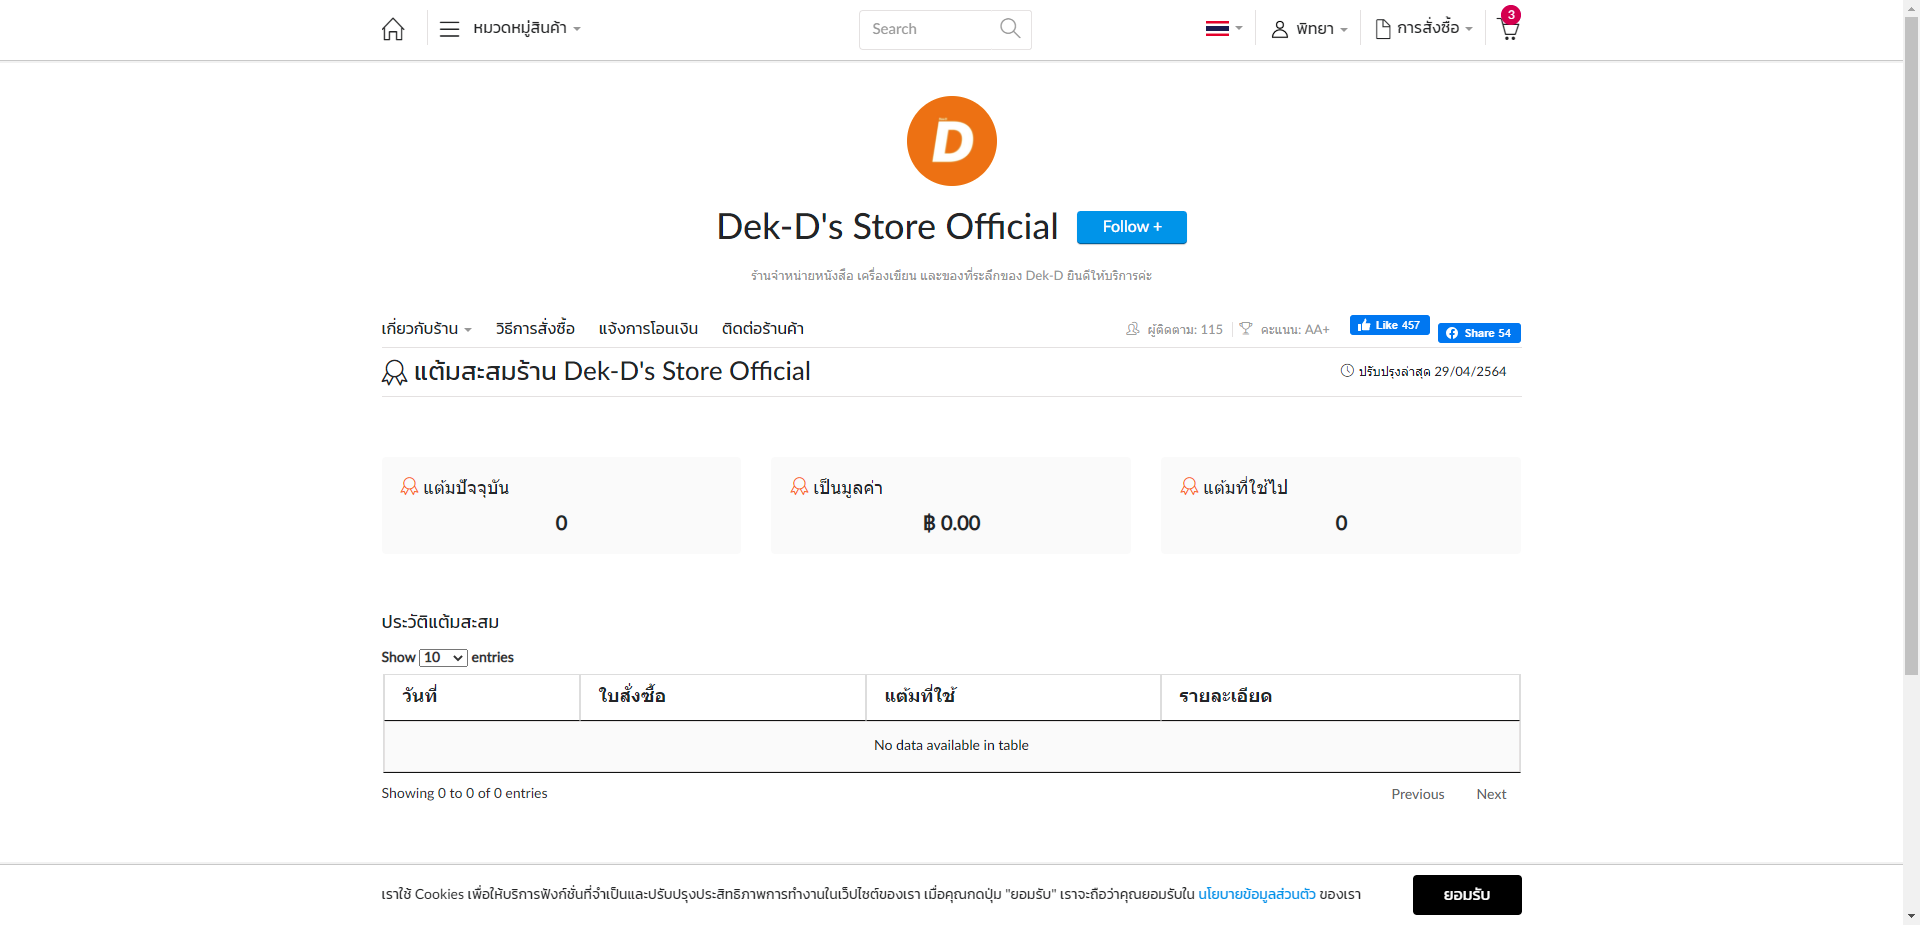 หมวดหมู่สินค้า
Search
พิทยา
การสั่งซื้อ
3
D
Dek-D's Store Official
Follow +
ร้านจำหน่ายหนังสือ เครื่องเขียน และของที่ระลึกของ Dek-D ยินดีให้บริการค่ะ
เกี่ยวกับร้าน วิธีการสั่งซื้อ แจ้งการโอนเงิน ติดต่อร้านค้า
ผู้ติดตาม: 115 คะแนน: AA+
Like 457
Share 54
แต้มสะสมร้าน Dek-D's Store Official
ปรับปรุงล่าสุด 29/04/2564
แต้มปัจจุบัน
0
เป็นมูลค่า
฿ 0.00
แต้มที่ใช้ไป
0
ประวัติแต้มสะสม
Show 10 entries
วันที่ ใบสั่งซื้อ แต้มที่ใช้ รายละเอียด
No data available in table
Showing 0 to 0 of 0 entries
Previous Next
เราใช้ Cookies เพื่อให้บริการฟังก์ชั่นที่จำเป็นและปรับปรุงประสิทธิภาพการทำงานในเว็ปไซต์ของเรา เมื่อคุณกดปุ่ม "ยอมรับ" เราจะถือว่าคุณยอมรับใน นโยบายข้อมูลส่วนตัว ของเรา
ยอมรับ